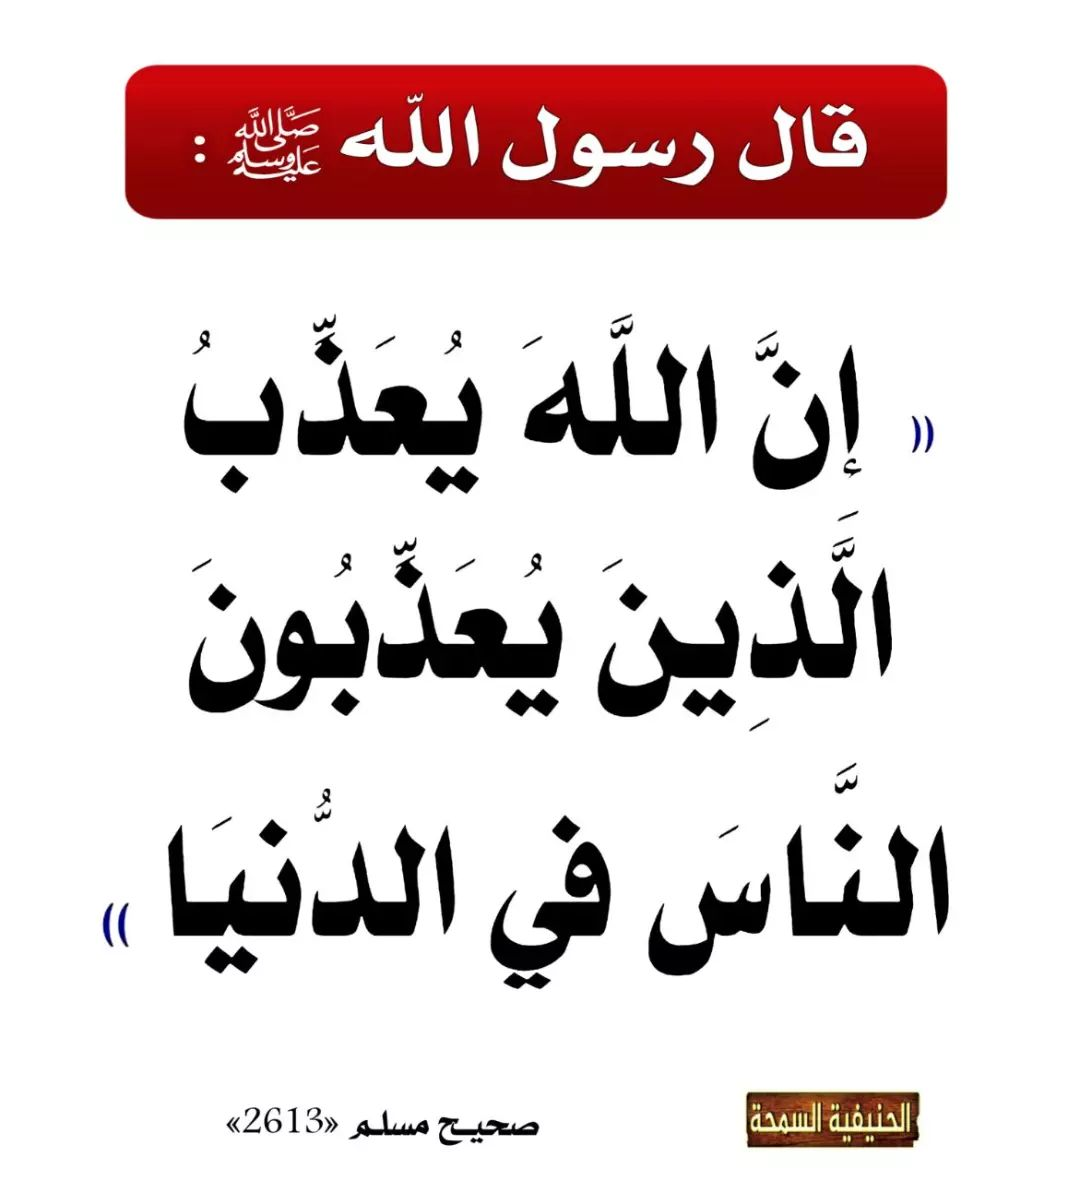 قال رسول الله ﷺ :
(( إنَّ اللَّهَ يُعَذِّبُ
الَّذِينَ يُعَذِّبُونَ
النَّاسَ في الدُّنيَا ))
صحيح مسلم «2613»
الحنيفية السمحة